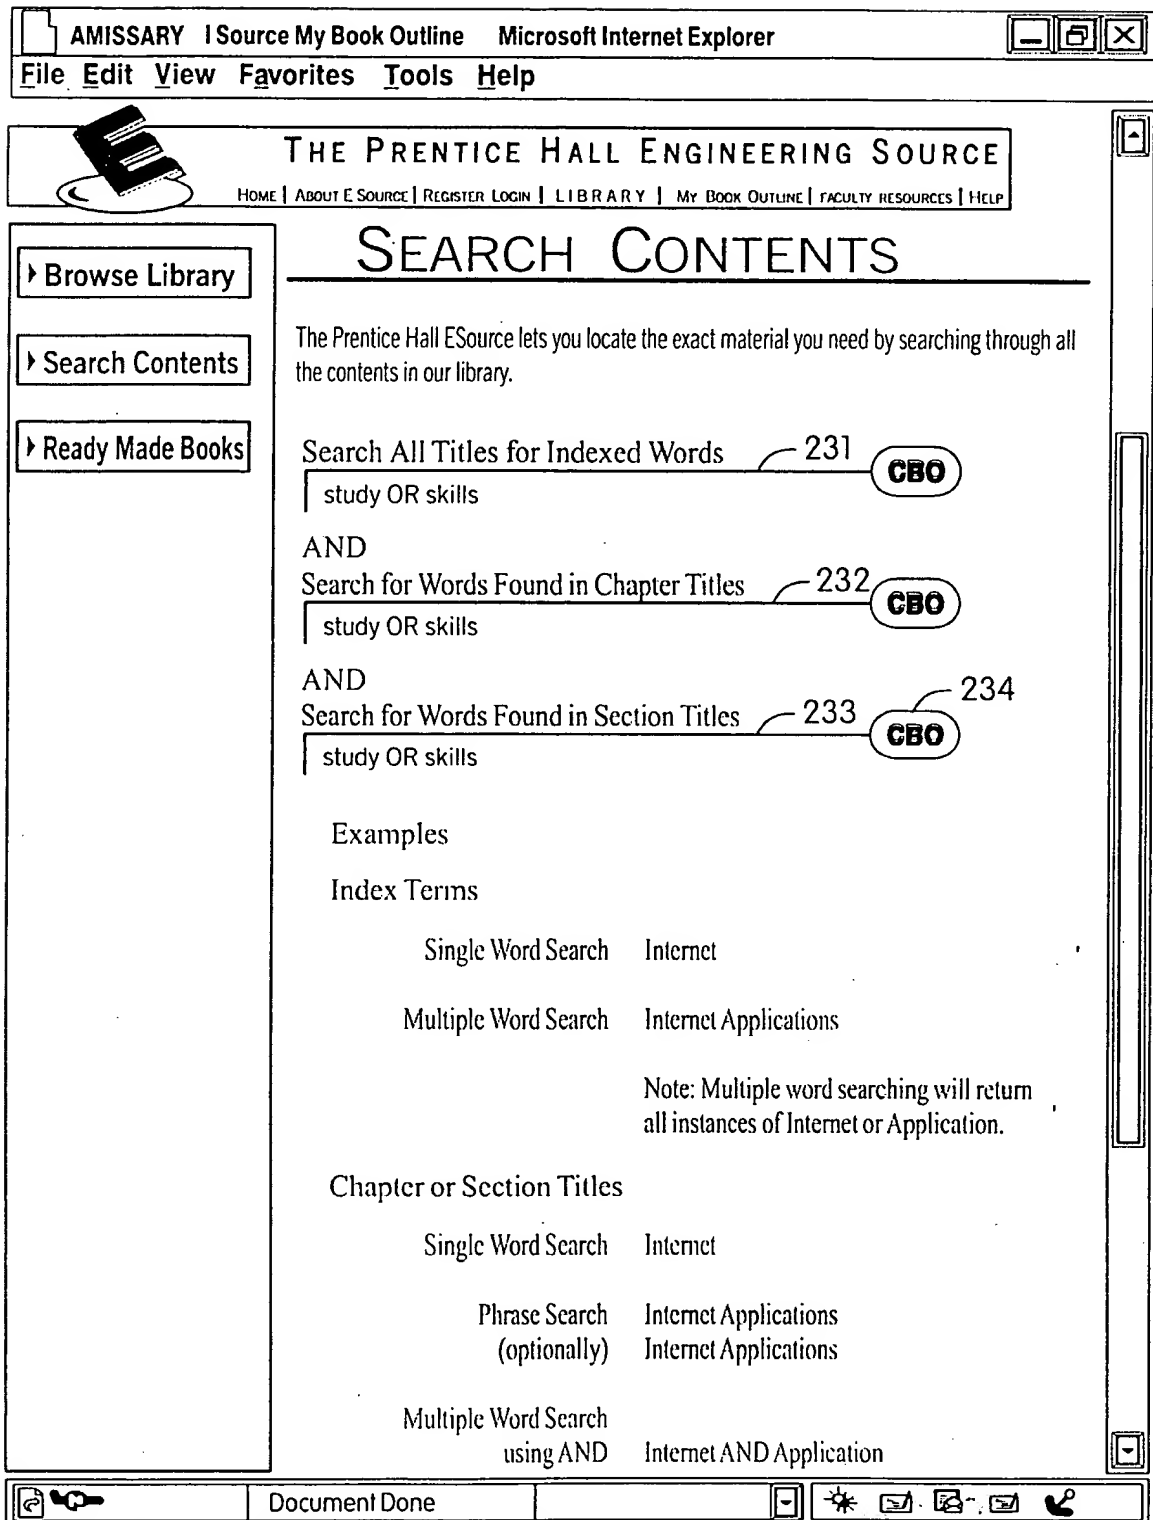 AMISSARY I Source My Book Outline Microsoft Internet Explorer
File Edit View Favorites Tools Help
E
THE PRENTICE HALL ENGINEERING SOURCE
HOME | ABOUT E SOURCE | REGISTER LOGIN | LIBRARY | MY BOOK OUTLINE | FACULTY RESOURCES | HELP
Browse Library
Search Contents
Ready Made Books
SEARCH CONTENTS
The Prentice Hall ESource lets you locate the exact material you need by searching through all
the contents in our library.
Search All Titles for Indexed Words 231
CBO
study OR skills
AND
Search for Words Found in Chapter Titles 232
CBO
study OR skills
AND
234
Search for Words Found in Section Titles 233
CBO
study OR skills
Examples
Index Terms
Single Word Search Internet
Multiple Word Search Internet Applications
Note: Multiple word searching will return
all instances of Internet or Application.
Chapter or Section Titles
Single Word Search Internet
Phrase Search Internet Applications
(optionally) Internet Applications
Multiple Word Search
using AND Internet AND Application
Document Done